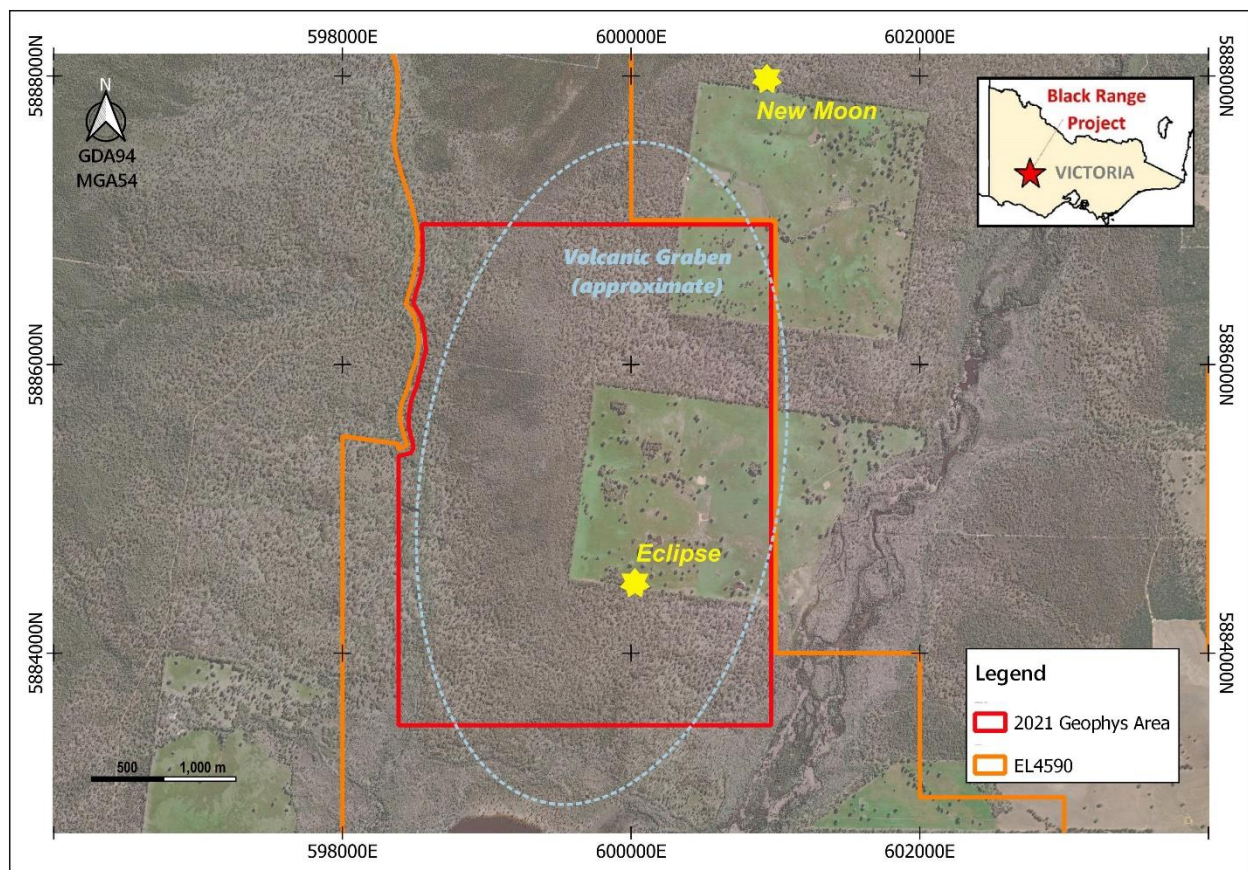 598000E
600000E
602000E
5888000N
5888000N
N
GDA94
MGA54
New Moon
Black Range
Project
VICTORIA
Volcanic Graben
(approximate)
5886000N
5886000N
Eclipse
5884000N
5884000N
Legend
2021 Geophys Area
EL4590
500
1,000 m
598000E
600000E
602000E